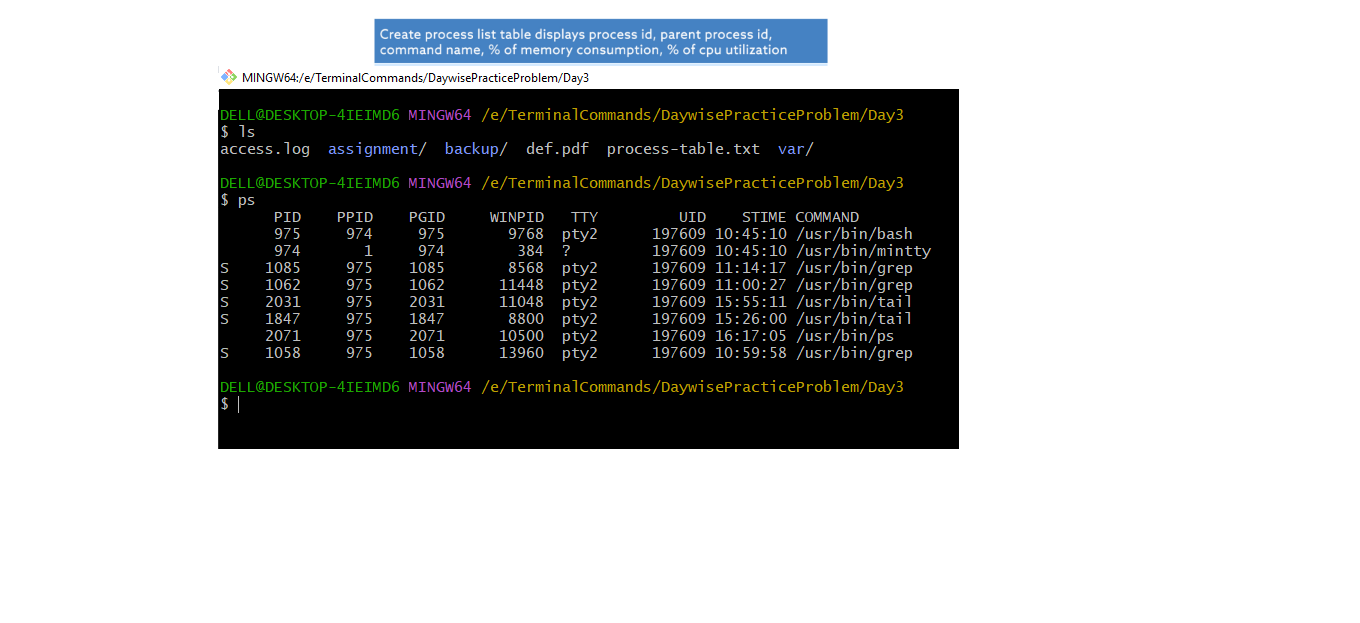 Create process list table displays process id, parent process id,
command name, % of memory consumption, % of cpu utilization
MINGW64:/e/TerminalCommands/DaywisePracticeProblem/Day3
DELL@DESKTOP-4IEIMD6 MINGW64 /e/TerminalCommands/DaywisePracticeProblem/Day3
$ ls
access.log  assignment/  backup/  def.pdf  process-table.txt  var/
DELL@DESKTOP-4IEIMD6 MINGW64 /e/TerminalCommands/DaywisePracticeProblem/Day3
$ ps
      PID    PPID    PGID     WINPID   TTY         UID    STIME COMMAND
      975     974     975       9768  pty2      197609 10:45:10 /usr/bin/bash
      974       1     974        384  ?         197609 10:45:10 /usr/bin/mintty
S    1085     975    1085       8568  pty2      197609 11:14:17 /usr/bin/grep
S    1062     975    1062      11448  pty2      197609 11:00:27 /usr/bin/grep
S    2031     975    2031      11048  pty2      197609 15:55:11 /usr/bin/tail
S    1847     975    1847       8800  pty2      197609 15:26:00 /usr/bin/tail
     2071     975    2071      10500  pty2      197609 16:17:05 /usr/bin/ps
S    1058     975    1058      13960  pty2      197609 10:59:58 /usr/bin/grep
DELL@DESKTOP-4IEIMD6 MINGW64 /e/TerminalCommands/DaywisePracticeProblem/Day3
$